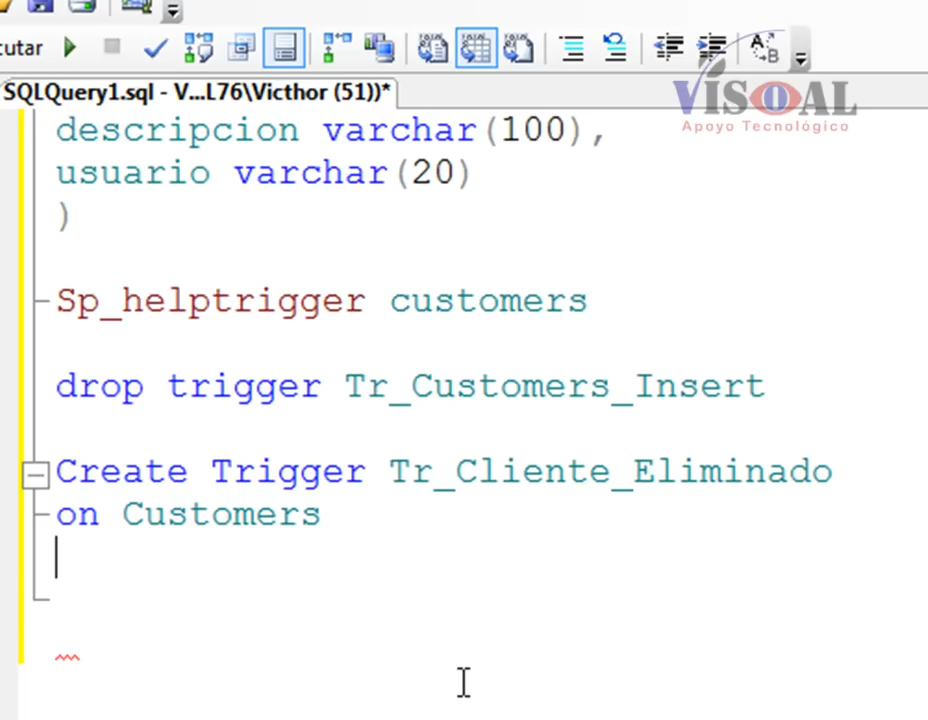 cutar
VISOAL
Apoyo Tecnológico
SQLQuery1.sql - V...L76\Victhor (51))*
descripcion varchar(100),
usuario varchar(20)
)
Sp_helptrigger customers
drop trigger Tr_Customers_Insert
Create Trigger Tr_Cliente_Eliminado
on Customers